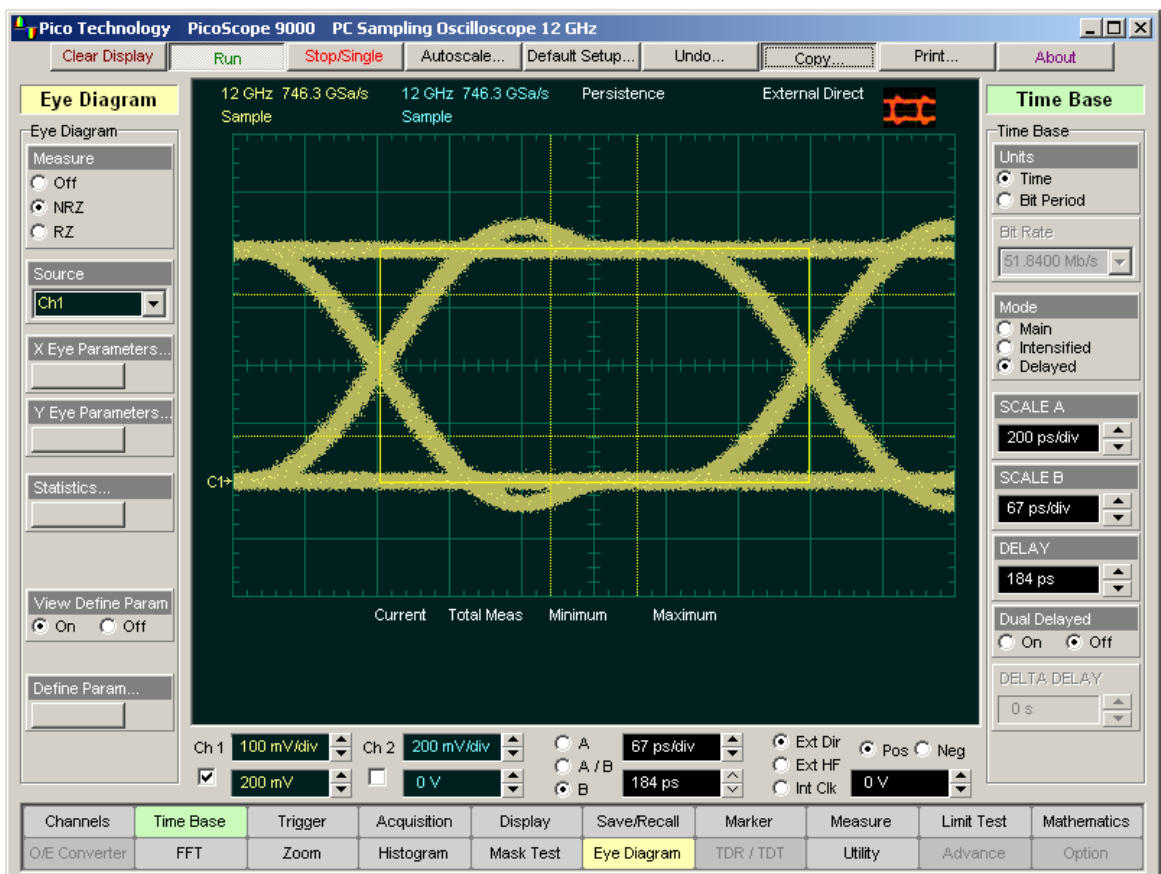 Pico Technology PicoScope 9000 PC Sampling Oscilloscope 12 GHz
Clear Display Run Stop/Single Autoscale... Default Setup... Undo... Copy... Print... About
Eye Diagram
Eye Diagram
Measure
Off
NRZ
RZ
Source
Ch1
X Eye Parameters...
Y Eye Parameters...
Statistics...
View Define Param
On Off
Define Param...
12 GHz 746.3 GSa/s 12 GHz 746.3 GSa/s Persistence External Direct
Sample Sample
C1
Current Total Meas Minimum Maximum
Time Base
Time Base
Units
Time
Bit Period
Bit Rate
51.8400 Mb/s
Mode
Main
Intensified
Delayed
SCALE A
200 ps/div
SCALE B
67 ps/div
DELAY
184 ps
Dual Delayed
On Off
DELTA DELAY
0 s
Ch 1 100 mV/div Ch 2 200 mV/div A 67 ps/div Ext Dir Pos Neg
A / B Ext HF
200 mV 0 V B 184 ps Int Clk 0 V
Channels Time Base Trigger Acquisition Display Save/Recall Marker Measure Limit Test Mathematics
O/E Converter FFT Zoom Histogram Mask Test Eye Diagram TDR / TDT Utility Advance Option